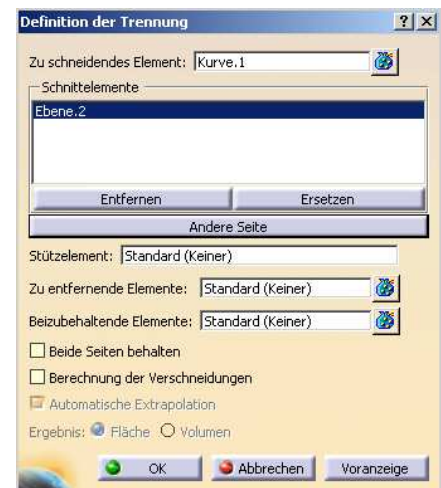 Definition der Trennung
Zu schneidendes Element: Kurve.1
Schnittelemente
Ebene.2
Entfernen Ersetzen
Andere Seite
Stützelement: Standard (Keiner)
Zu entfernende Elemente: Standard (Keiner)
Beizubehaltende Elemente: Standard (Keiner)
Beide Seiten behalten
Berechnung der Verschneidungen
Automatische Extrapolation
Ergebnis: Fläche Volumen
OK Abbrechen Voranzeige